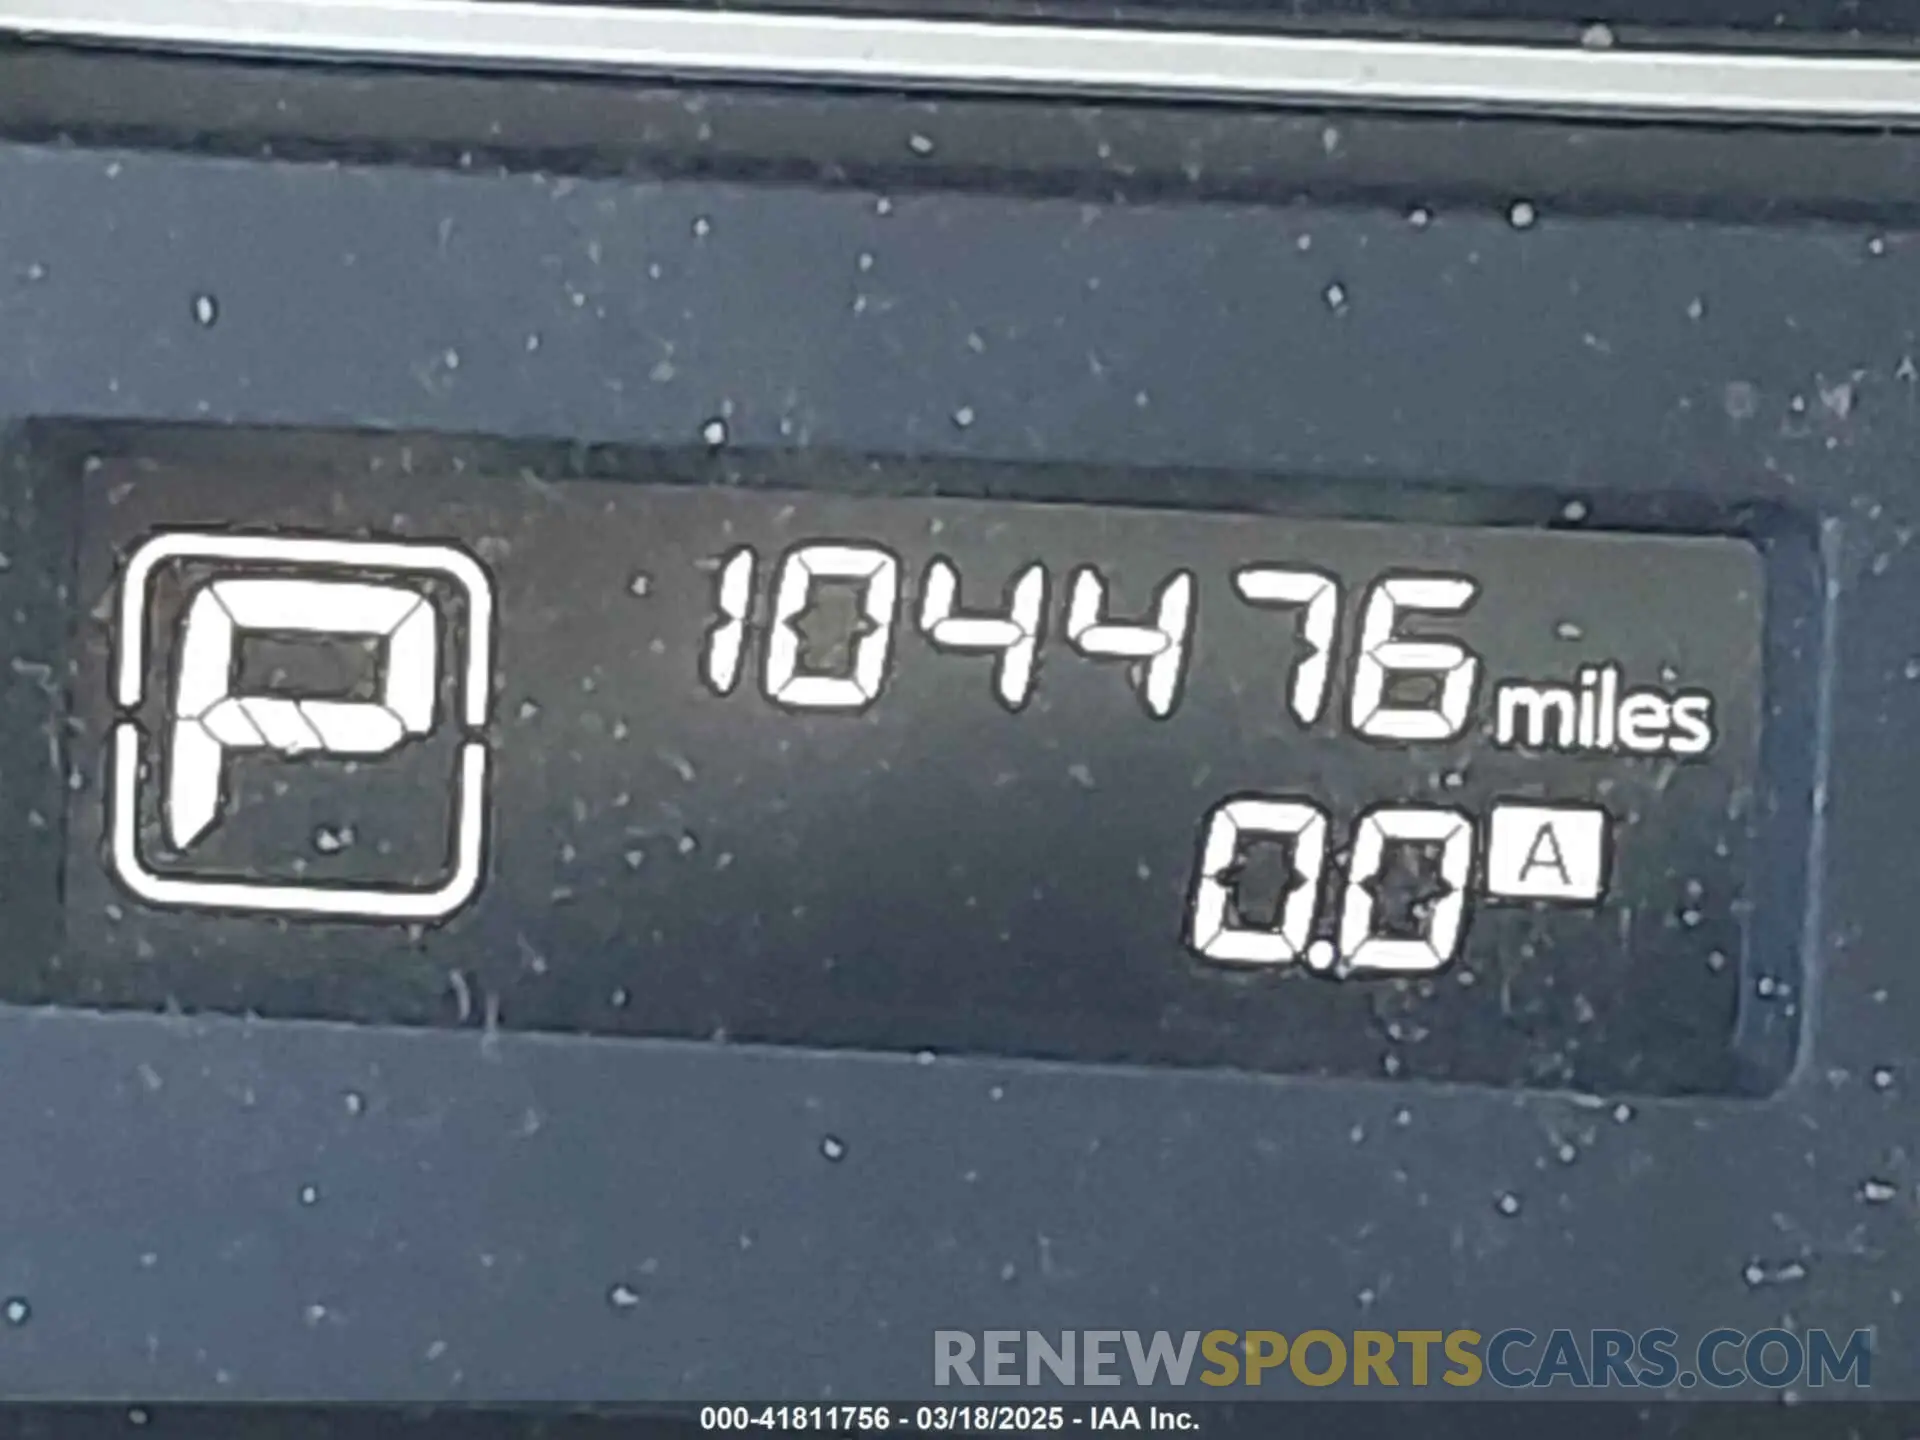 P 104476 miles
0.0 A
RENEWSPORTSCARS.COM
000-41811756 - 03/18/2025 - IAA Inc.